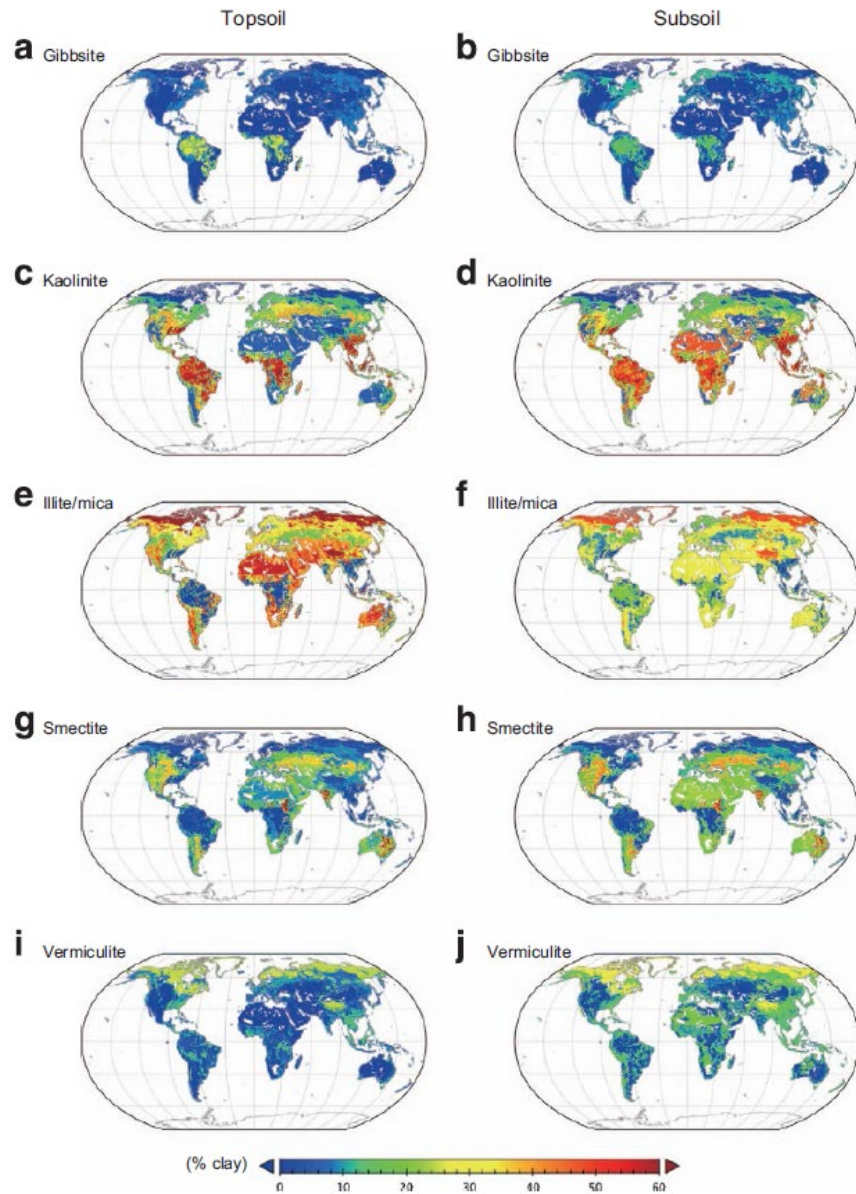 Topsoil Subsoil
a Gibbsite b Gibbsite
c Kaolinite d Kaolinite
e Illite/mica f Illite/mica
g Smectite h Smectite
i Vermiculite j Vermiculite
(% clay)
0 10 20 30 40 50 60